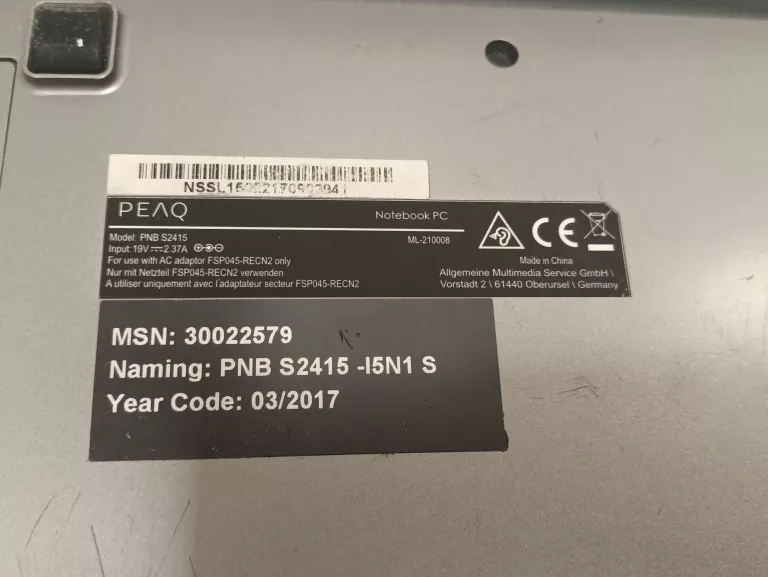 PEAQ
Notebook PC
Model: PNB S2415
Input: 19V⎓2.37A
ML-210008
For use with AC adaptor FSP045-RECN2 only
Nur mit Netzteil FSP045-RECN2 verwenden
A utiliser uniquement avec l'adaptateur secteur FSP045-RECN2
CE
Made in China
Allgemeine Multimedia Service GmbH \
Vorstadt 2 \ 61440 Oberursel \ Germany
MSN: 30022579
Naming: PNB S2415 -I5N1 S
Year Code: 03/2017